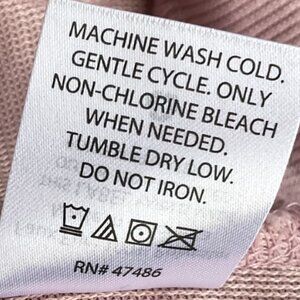 MACHINE WASH COLD.
GENTLE CYCLE. ONLY
NON-CHLORINE BLEACH
WHEN NEEDED.
TUMBLE DRY LOW.
DO NOT IRON.
RN# 47486